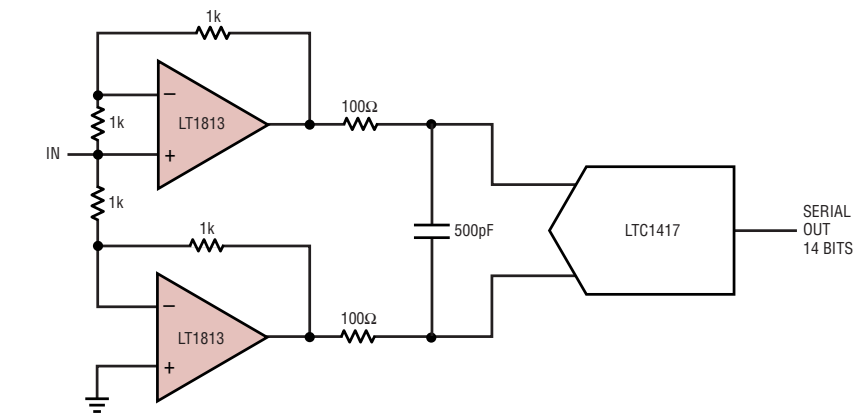 1k
−
LT1813
+
1k
IN
1k
100Ω
1k
500pF
LTC1417
SERIAL
OUT
14 BITS
−
LT1813
+
100Ω